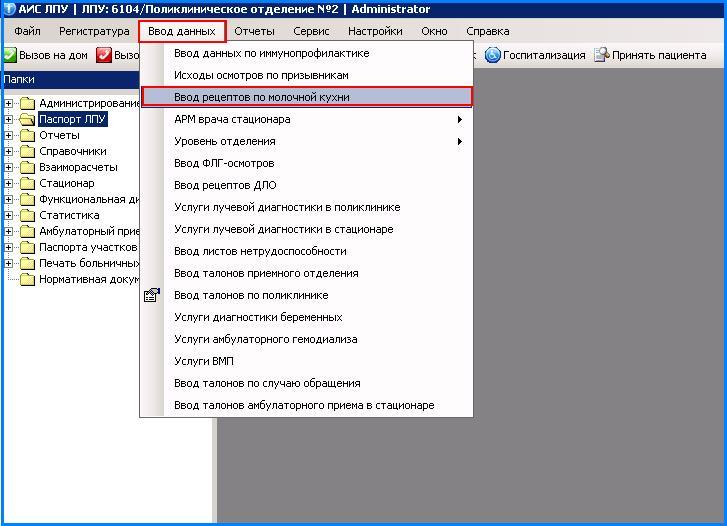 АИС ЛПУ | ЛПУ: 6104/Поликлиническое отделение №2 | Administrator
Файл Регистратура Ввод данных Отчеты Сервис Настройки Окно Справка
Вызов на дом Вызо Госпитализация Принять пациента
Папки
Администрирование
Паспорт ЛПУ
Отчеты
Справочники
Взаиморасчеты
Стационар
Функциональная ди
Статистика
Амбулаторный прие
Паспорта участков
Печать больничных
Нормативная докум
Ввод данных по иммунопрофилактике
Исходы осмотров по призывникам
Ввод рецептов по молочной кухни
АРМ врача стационара
Уровень отделения
Ввод ФЛГ-осмотров
Ввод рецептов ДЛО
Услуги лучевой диагностики в поликлинике
Услуги лучевой диагностики в стационаре
Ввод листов нетрудоспособности
Ввод талонов приемного отделения
Ввод талонов по поликлинике
Услуги диагностики беременных
Услуги амбулаторного гемодиализа
Услуги ВМП
Ввод талонов по случаю обращения
Ввод талонов амбулаторного приема в стационаре